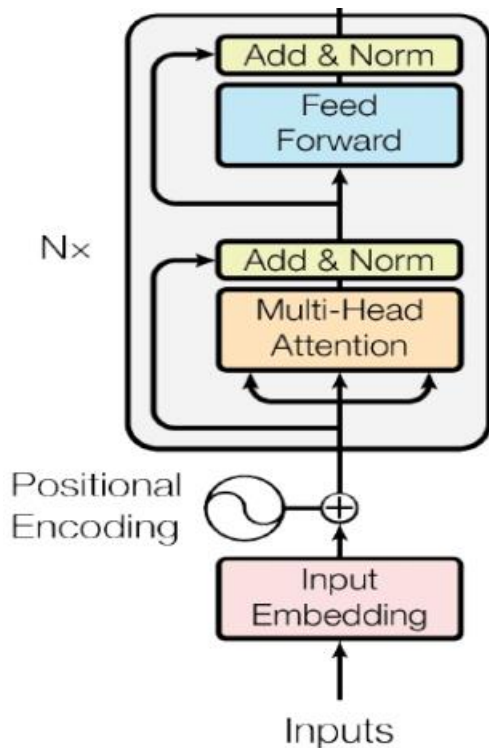 Add & Norm
Feed
Forward
Nx
Add & Norm
Multi-Head
Attention
Positional
Encoding
Input
Embedding
Inputs